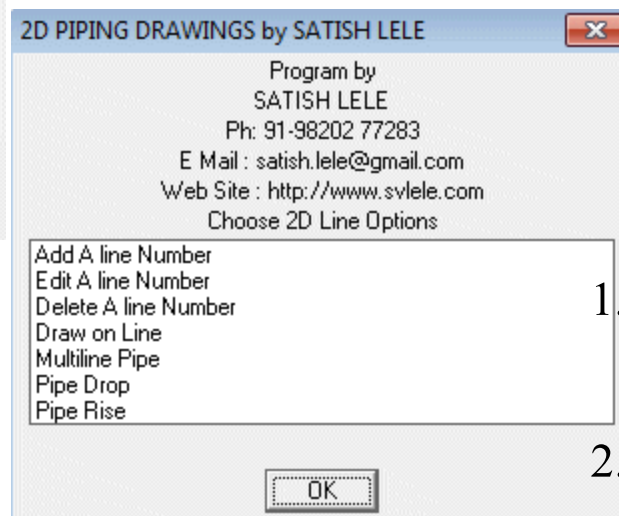 2D PIPING DRAWINGS by SATISH LELE
Program by
SATISH LELE
Ph: 91-98202 77283
E Mail : satish.lele@gmail.com
Web Site : http://www.svlele.com
Choose 2D Line Options
Add A line Number
Edit A line Number
Delete A line Number
Draw on Line
Multiline Pipe
Pipe Drop
Pipe Rise
1.
2.
OK